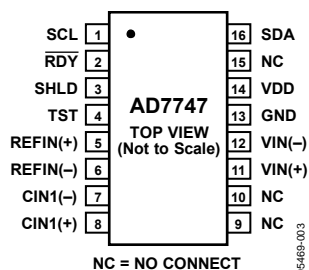 SCL 1
RDY 2
SHLD 3
TST 4
REFIN(+) 5
REFIN(–) 6
CIN1(–) 7
CIN1(+) 8
AD7747
TOP VIEW
(Not to Scale)
16 SDA
15 NC
14 VDD
13 GND
12 VIN(–)
11 VIN(+)
10 NC
9 NC
NC = NO CONNECT
05469-003